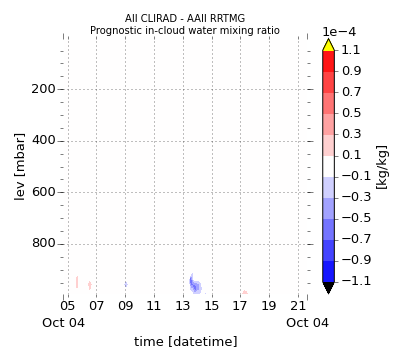 All CLIRAD - AAll RRTMG
Prognostic in-cloud water mixing ratio
1e−4
1.1
0.9
0.7
0.5
0.3
0.1
−0.1
−0.3
−0.5
−0.7
−0.9
−1.1
[kg/kg]
lev [mbar]
200
400
600
800
05 07 09 11 13 15 17 19 21
Oct 04 Oct 04
time [datetime]